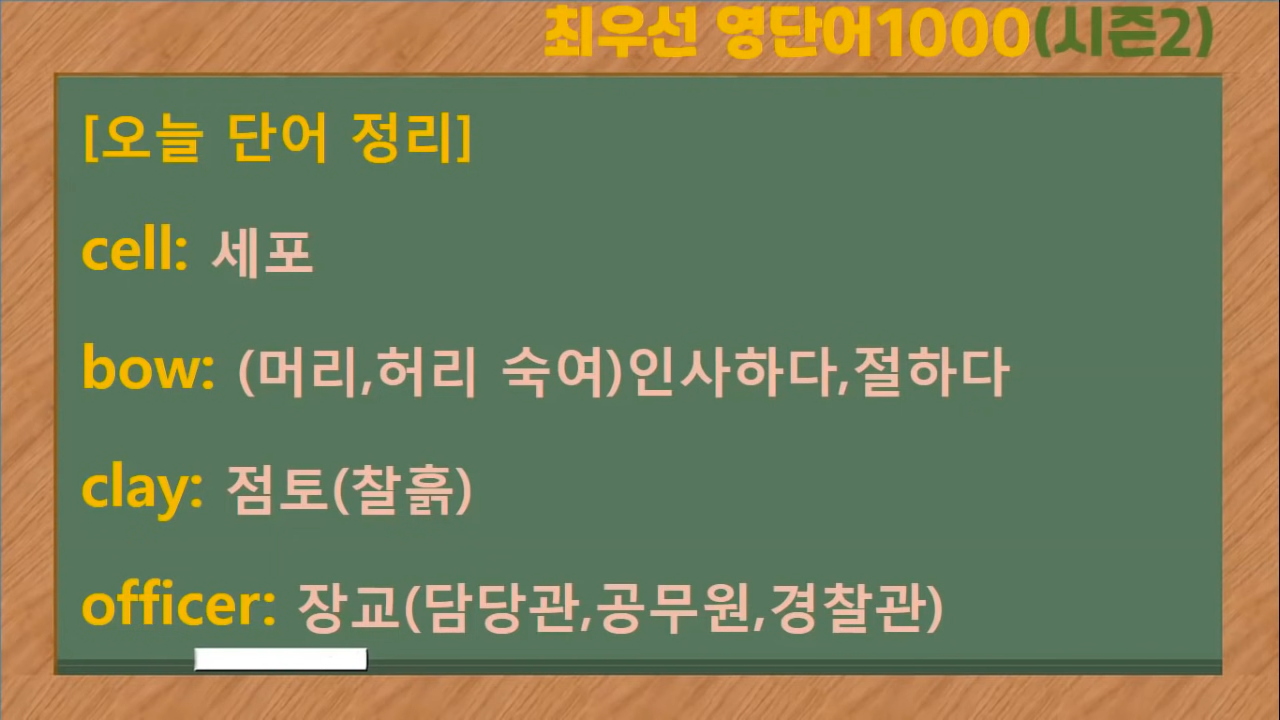 최우선 영단어1000(시즌2)
[오늘 단어 정리]
cell: 세포
bow: (머리,허리 숙여)인사하다,절하다
clay: 점토(찰흙)
officer: 장교(담당관,공무원,경찰관)